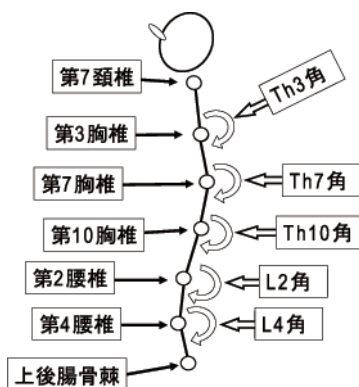 第7頚椎
Th3角
第3胸椎
第7胸椎
Th7角
第10胸椎
Th10角
第2腰椎
L2角
第4腰椎
L4角
上後腸骨棘